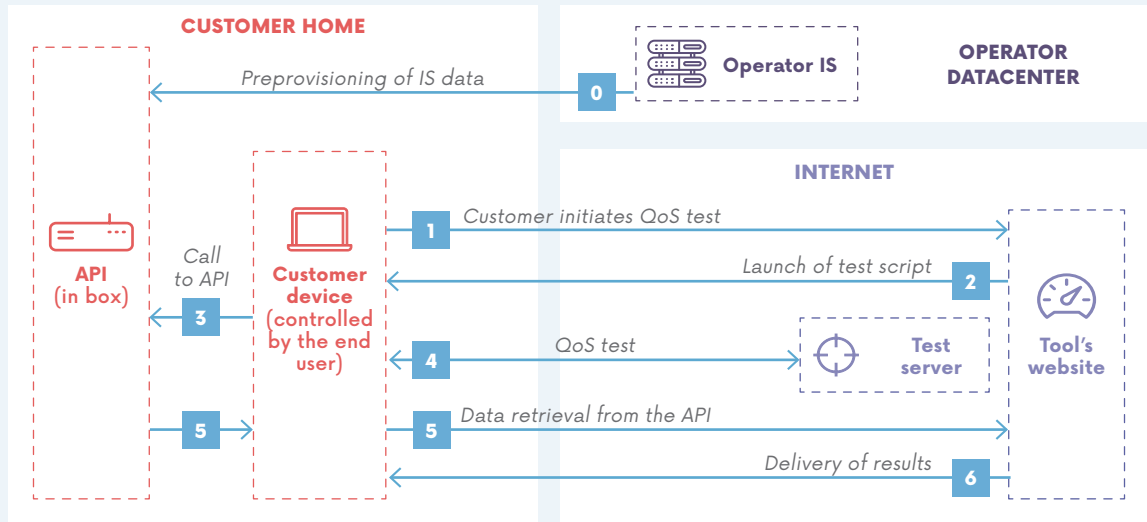 CUSTOMER HOME
Operator IS
OPERATOR
DATACENTER
Preprovisioning of IS data
0
INTERNET
Customer initiates QoS test
1
Launch of test script
2
Call
to API
3
API
(in box)
Customer
device
(controlled
by the end
user)
QoS test
4
Test
server
Tool's
website
5
5
Data retrieval from the API
Delivery of results
6